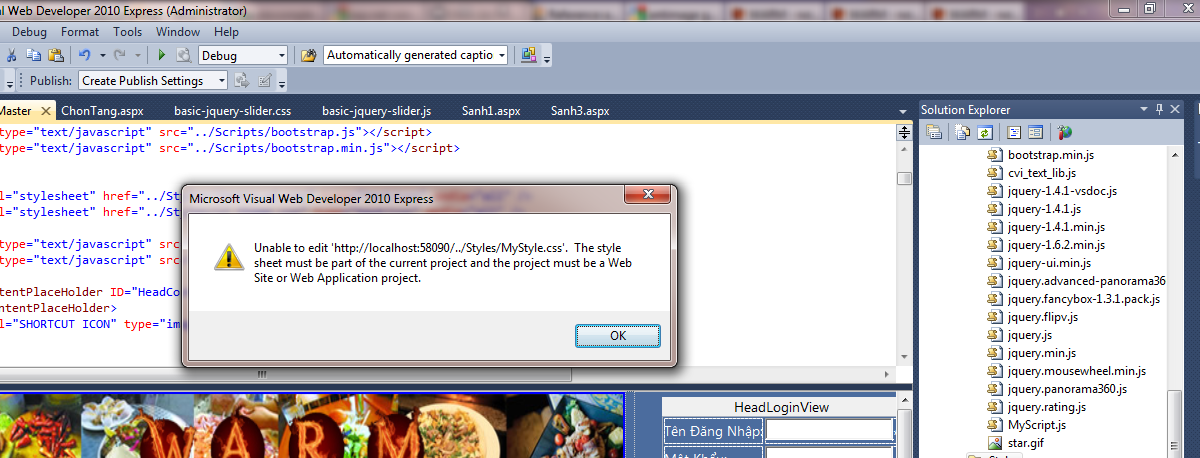 al Web Developer 2010 Express (Administrator)
Debug Format Tools Window Help
Debug Automatically generated captio
Publish: Create Publish Settings
Master ChonTang.aspx basic-jquery-slider.css basic-jquery-slider.js Sanh1.aspx Sanh3.aspx
type="text/javascript" src="../Scripts/bootstrap.js"></script>
type="text/javascript" src="../Scripts/bootstrap.min.js"></script>
l="stylesheet" href="../St
l="stylesheet" href="../St
type="text/javascript" src
type="text/javascript" src
ntentPlaceHolder ID="HeadCo
ntentPlaceHolder>
l="SHORTCUT ICON" type="im
Microsoft Visual Web Developer 2010 Express
Unable to edit 'http://localhost:58090/../Styles/MyStyle.css'. The style
sheet must be part of the current project and the project must be a Web
Site or Web Application project.
OK
WARM
HeadLoginView
Tên Đăng Nhập:
Mật Khẩu:
Solution Explorer
bootstrap.min.js
cvi_text_lib.js
jquery-1.4.1-vsdoc.js
jquery-1.4.1.js
jquery-1.4.1.min.js
jquery-1.6.2.min.js
jquery-ui.min.js
jquery.advanced-panorama36
jquery.fancybox-1.3.1.pack.js
jquery.flipv.js
jquery.js
jquery.min.js
jquery.mousewheel.min.js
jquery.panorama360.js
jquery.rating.js
MyScript.js
star.gif